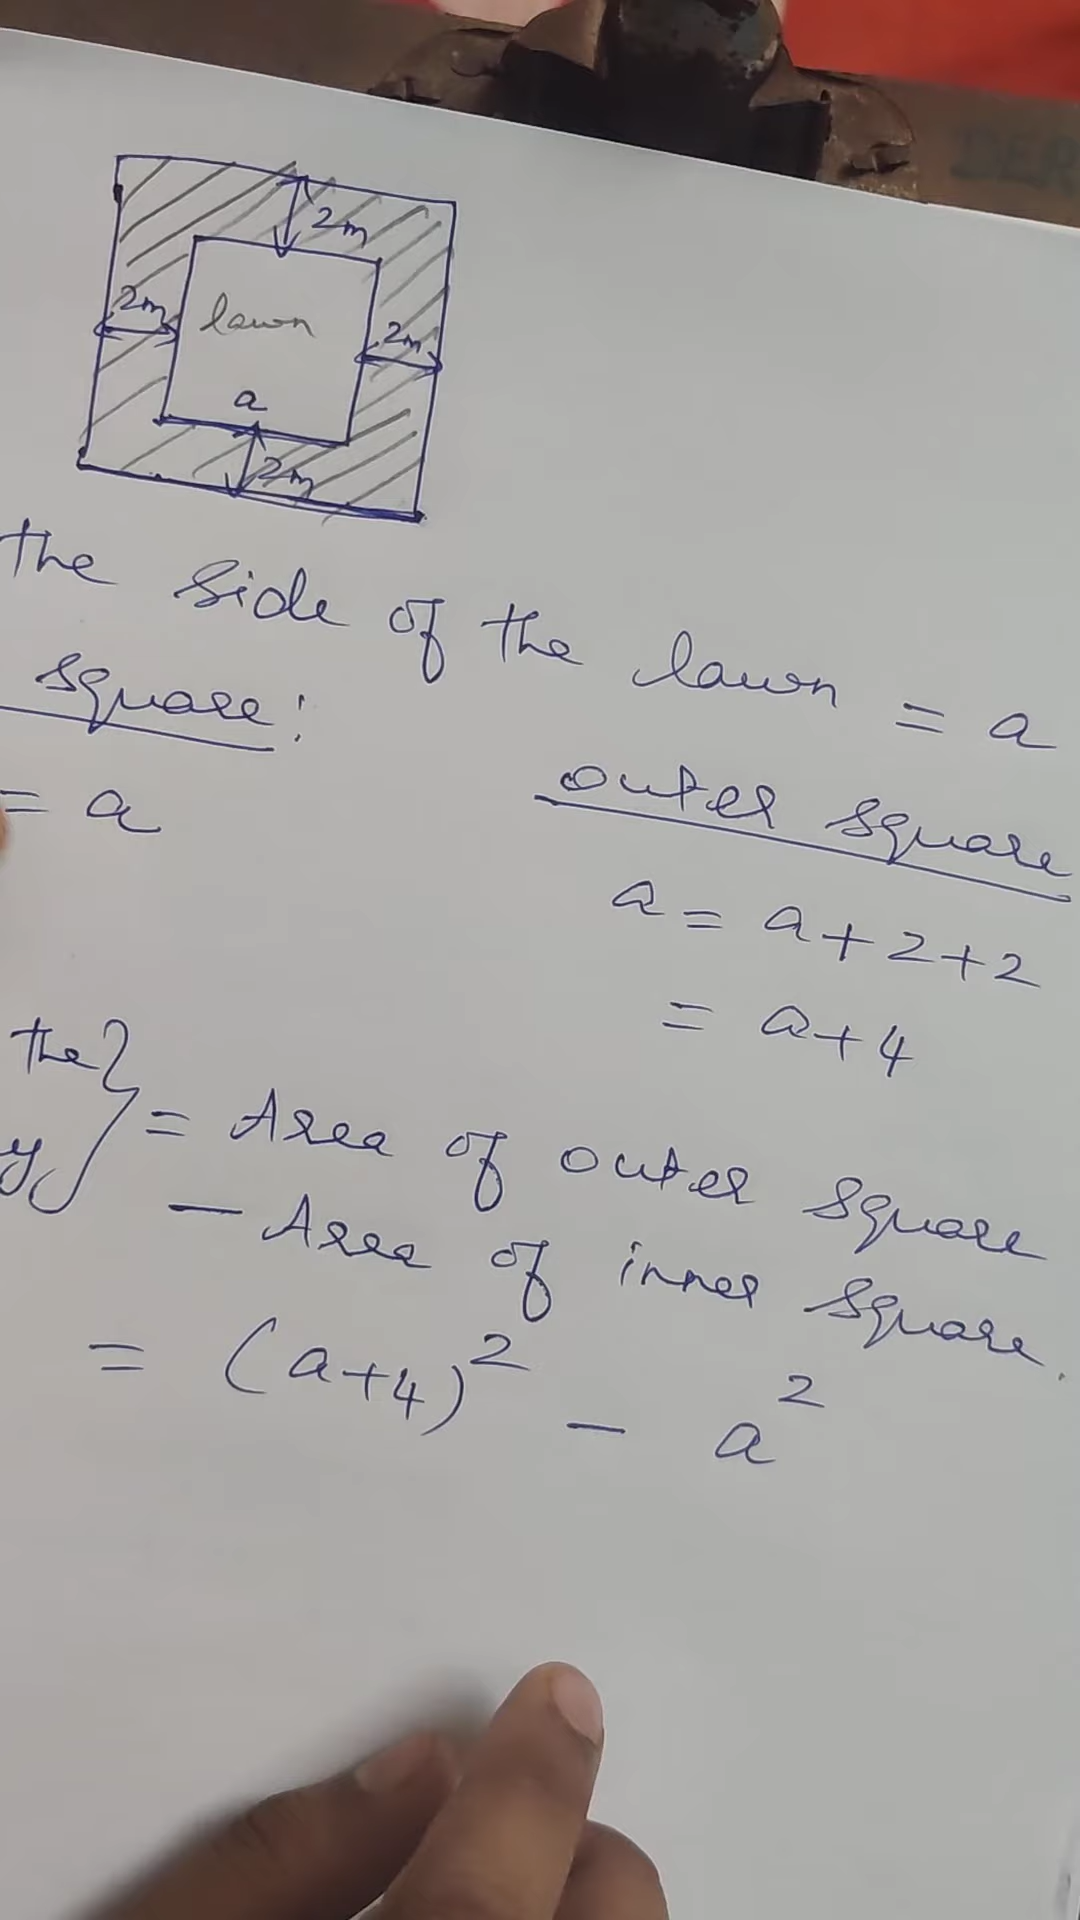 2m
2m
lawn
2m
a
2m
the side of the lawn = a
square:
outer square
= a
a = a+2+2
= a+4
the } = Area of outer square
y
- Area of inner square.
= (a+4)² - a²
DER